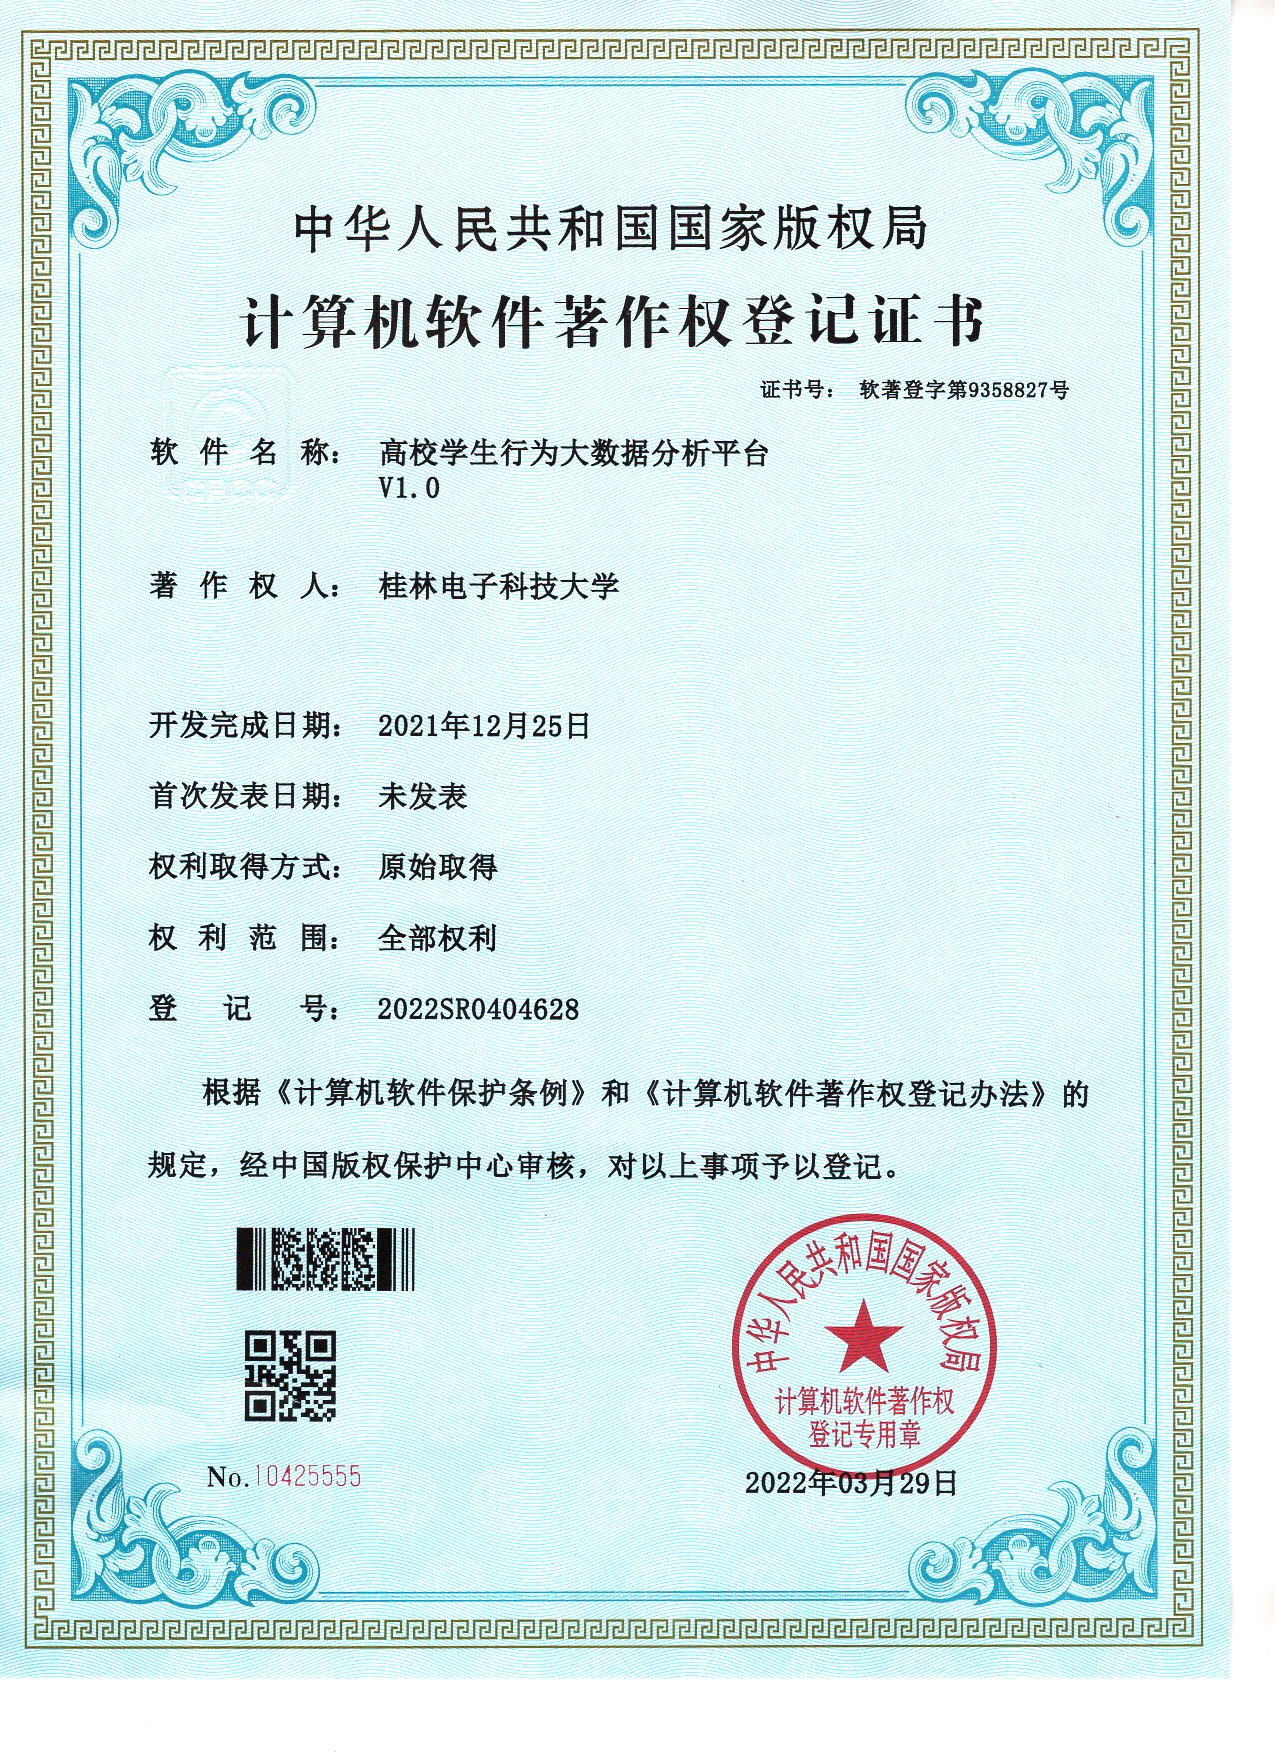 中华人民共和国国家版权局
计算机软件著作权登记证书
证书号： 软著登字第9358827号
软件名称： 高校学生行为大数据分析平台
V1.0
著作权人： 桂林电子科技大学
开发完成日期： 2021年12月25日
首次发表日期： 未发表
权利取得方式： 原始取得
权利范围： 全部权利
登记号： 2022SR0404628
根据《计算机软件保护条例》和《计算机软件著作权登记办法》的
规定，经中国版权保护中心审核，对以上事项予以登记。
中华人民共和国国家版权局
计算机软件著作权
登记专用章
No.10425555
2022年03月29日